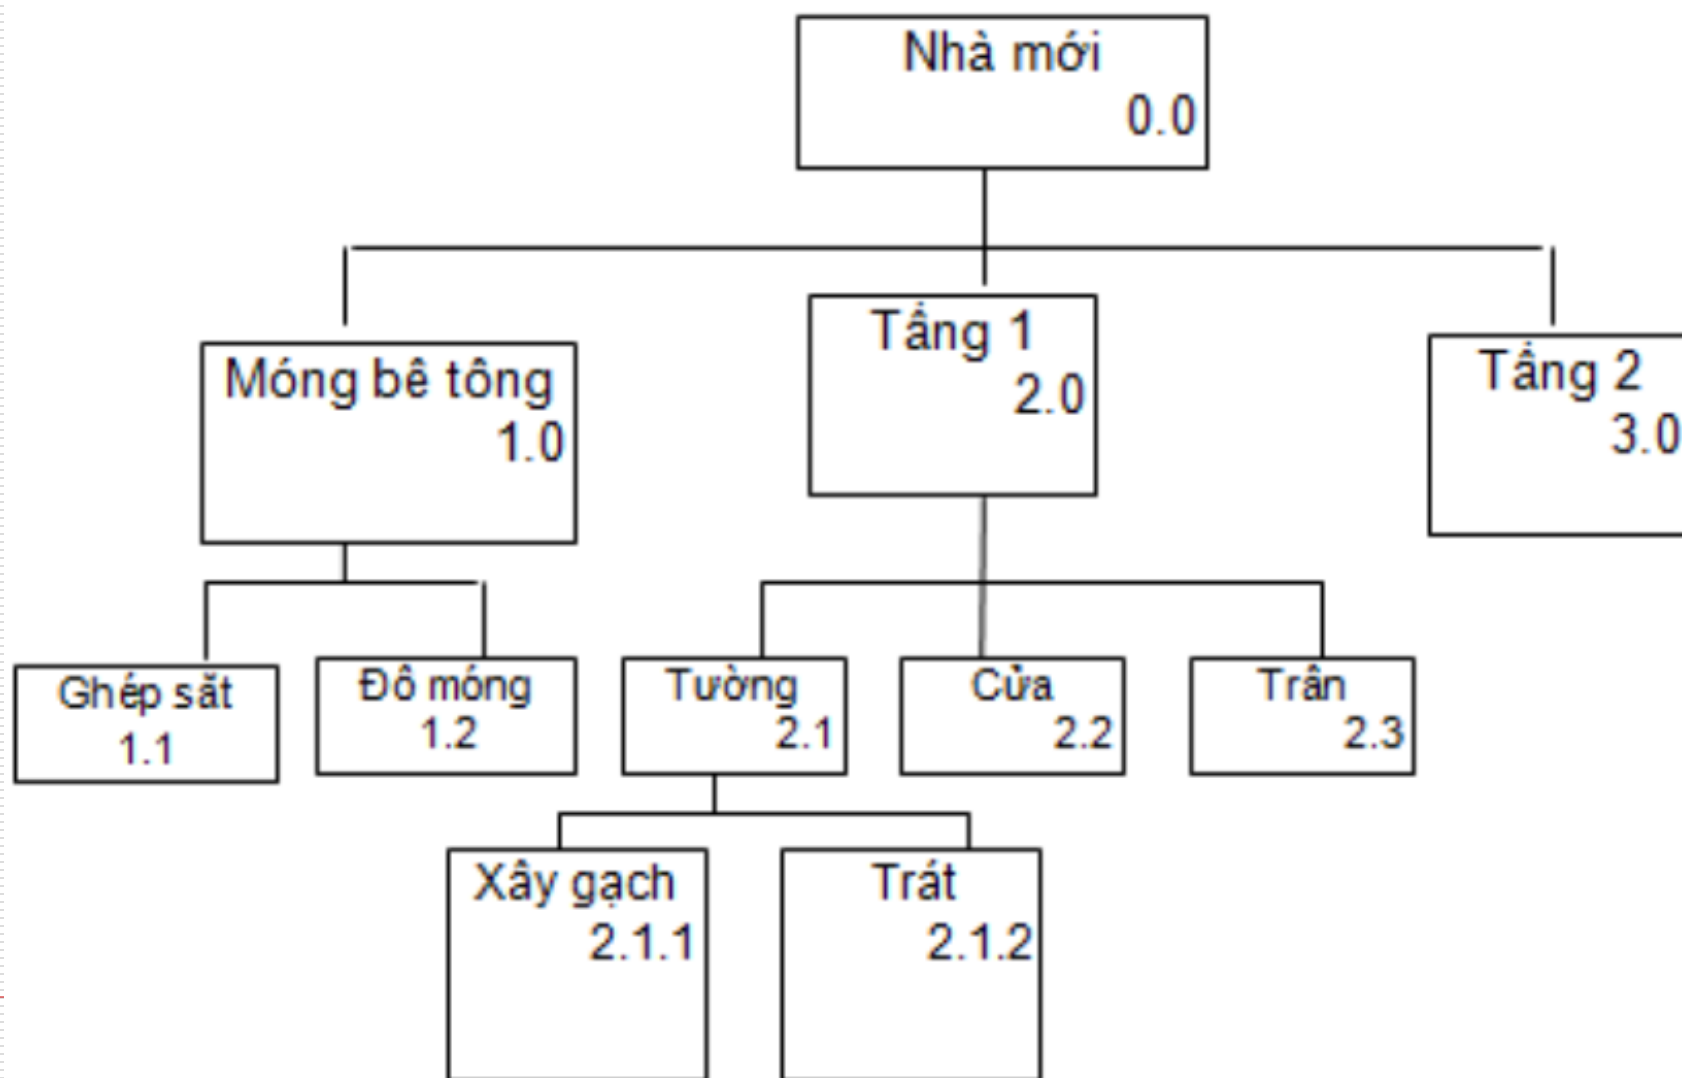 Nhà mới
0.0
Móng bê tông
1.0
Tầng 1
2.0
Tầng 2
3.0
Ghép sắt
1.1
Đổ móng
1.2
Tường
2.1
Cửa
2.2
Trần
2.3
Xây gạch
2.1.1
Trát
2.1.2